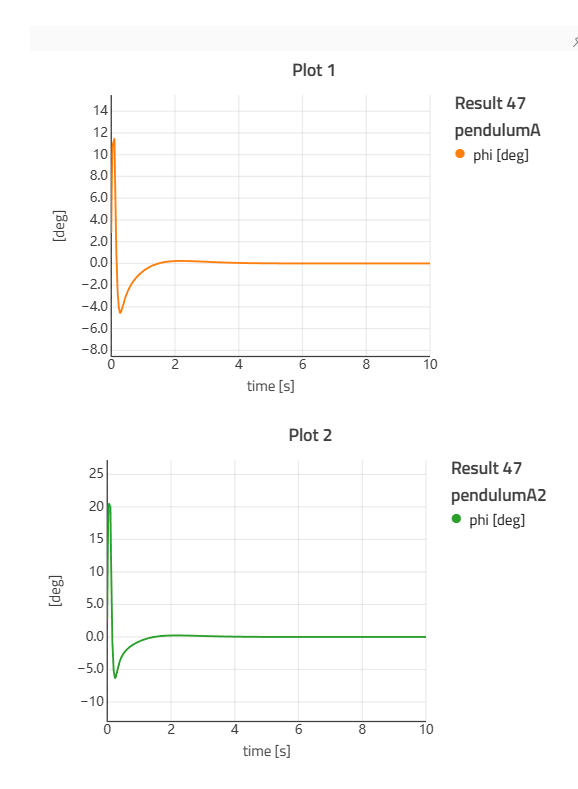 Plot 1
Result 47
pendulumA
phi [deg]
14
12
10
8.0
6.0
4.0
2.0
0.0
−2.0
−4.0
−6.0
−8.0
[deg]
0 2 4 6 8 10
time [s]
Plot 2
Result 47
pendulumA2
phi [deg]
25
20
15
10
5.0
0.0
−5.0
−10
[deg]
0 2 4 6 8 10
time [s]